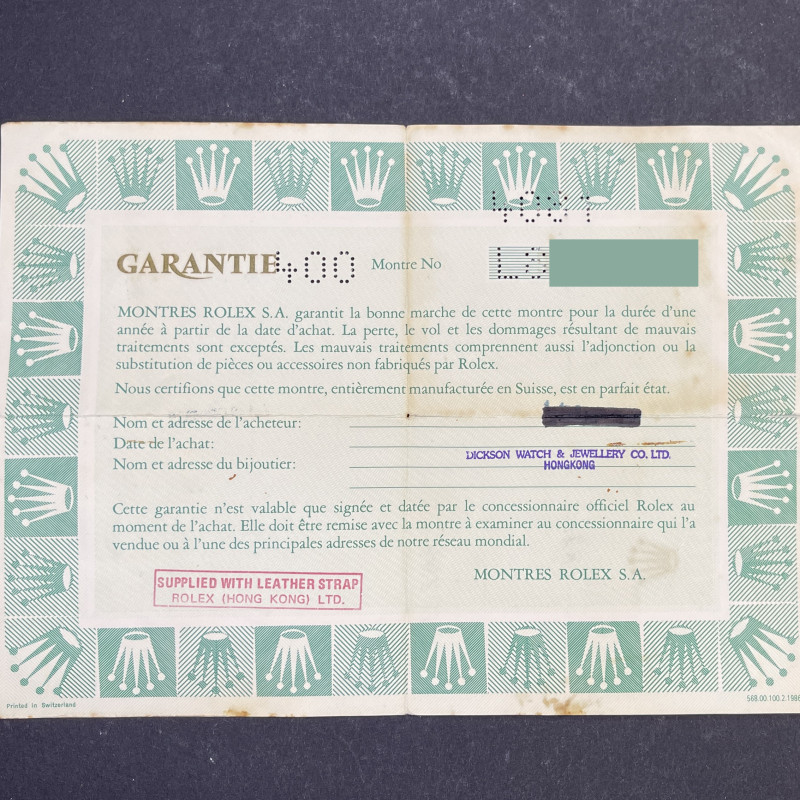 4001
GARANTIE 400 Montre No L8
MONTRES ROLEX S.A. garantit la bonne marche de cette montre pour la durée d'une
année à partir de la date d'achat. La perte, le vol et les dommages résultant de mauvais
traitements sont exceptés. Les mauvais traitements comprennent aussi l'adjonction ou la
substitution de pièces ou accessoires non fabriqués par Rolex.
Nous certifions que cette montre, entièrement manufacturée en Suisse, est en parfait état.
Nom et adresse de l'acheteur:
Date de l'achat:
Nom et adresse du bijoutier:
DICKSON WATCH & JEWELLERY CO. LTD.
HONGKONG
Cette garantie n'est valable que signée et datée par le concessionnaire officiel Rolex au
moment de l'achat. Elle doit être remise avec la montre à examiner au concessionnaire qui l'a
vendue ou à l'une des principales adresses de notre réseau mondial.
SUPPLIED WITH LEATHER STRAP
ROLEX (HONG KONG) LTD.
MONTRES ROLEX S.A.
Printed in Switzerland
568.00.100.2.1986